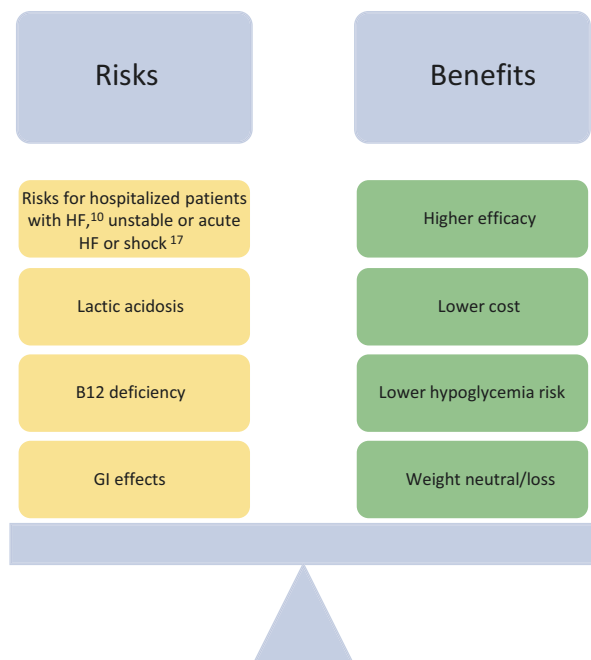 Risks
Benefits
Risks for hospitalized patients
with HF,10 unstable or acute
HF or shock 17
Higher efficacy
Lactic acidosis
Lower cost
B12 deficiency
Lower hypoglycemia risk
GI effects
Weight neutral/loss